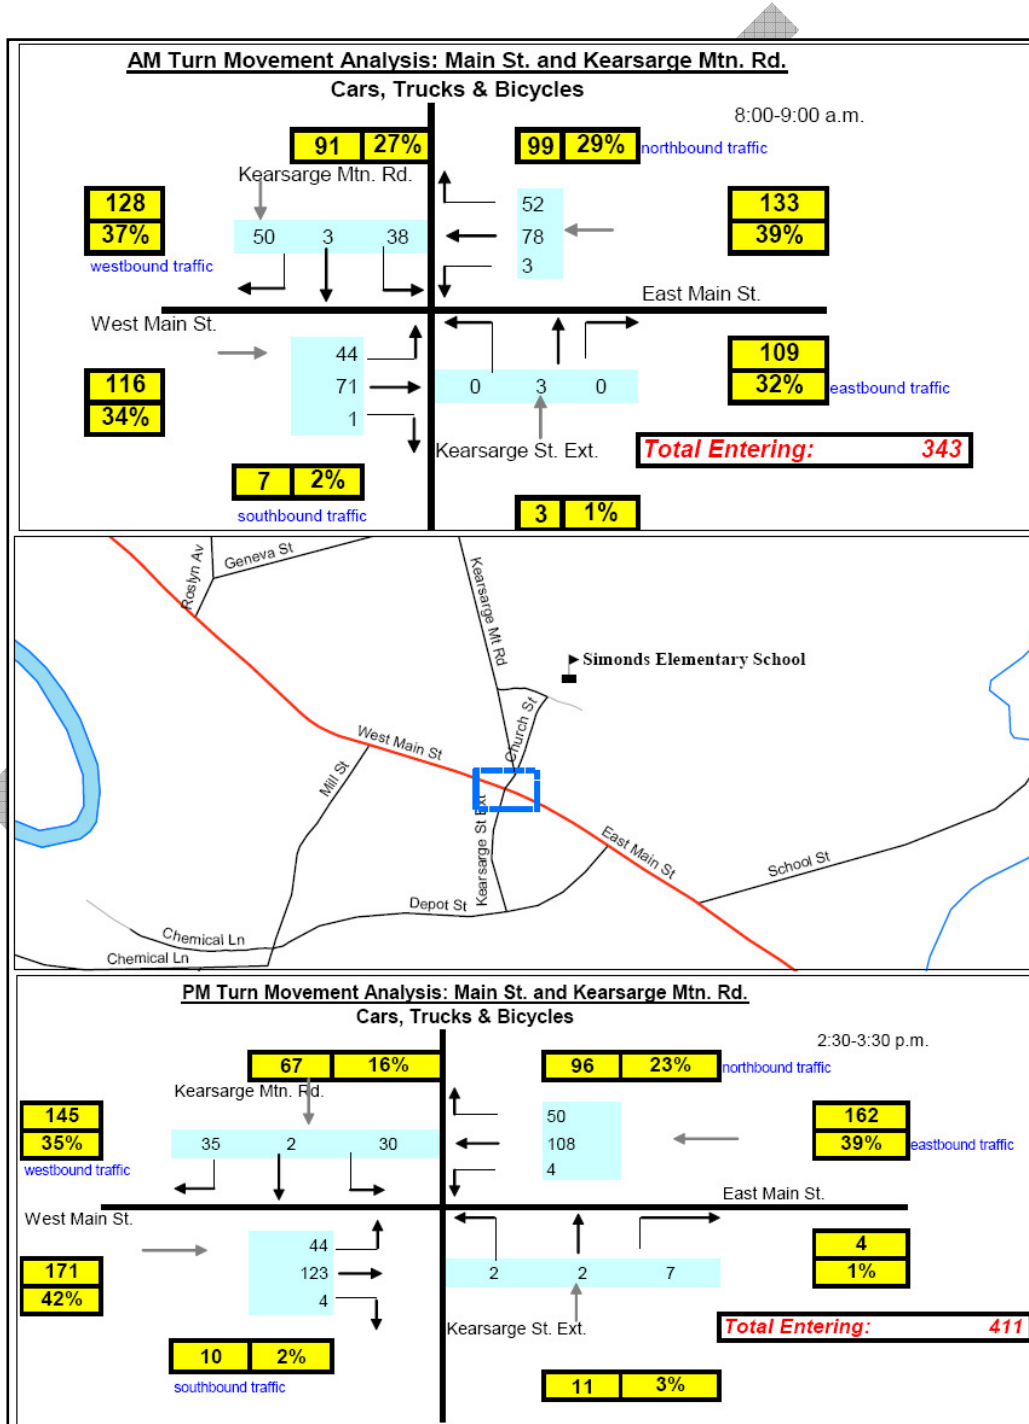 AM Turn Movement Analysis: Main St. and Kearsarge Mtn. Rd.
Cars, Trucks & Bicycles
8:00-9:00 a.m.
91 27%
99 29% northbound traffic
Kearsarge Mtn. Rd.
128
37%
westbound traffic
50 3 38
52
78
3
133
39%
East Main St.
West Main St.
44
71
1
116
34%
0 3 0
109
32% eastbound traffic
Kearsarge St. Ext.
Total Entering: 343
7 2%
southbound traffic
3 1%
Roslyn Av
Geneva St
Kearsarge Mt Rd
Simonds Elementary School
Church St
West Main St
Mill St
Kearsarge St Ext
East Main St
School St
Depot St
Chemical Ln
Chemical Ln
PM Turn Movement Analysis: Main St. and Kearsarge Mtn. Rd.
Cars, Trucks & Bicycles
2:30-3:30 p.m.
67 16%
96 23% northbound traffic
Kearsarge Mtn. Rd.
145
35%
westbound traffic
35 2 30
50
108
4
162
39% eastbound traffic
East Main St.
West Main St.
44
123
4
171
42%
2 2 7
4
1%
Kearsarge St. Ext.
Total Entering: 411
10 2%
southbound traffic
11 3%